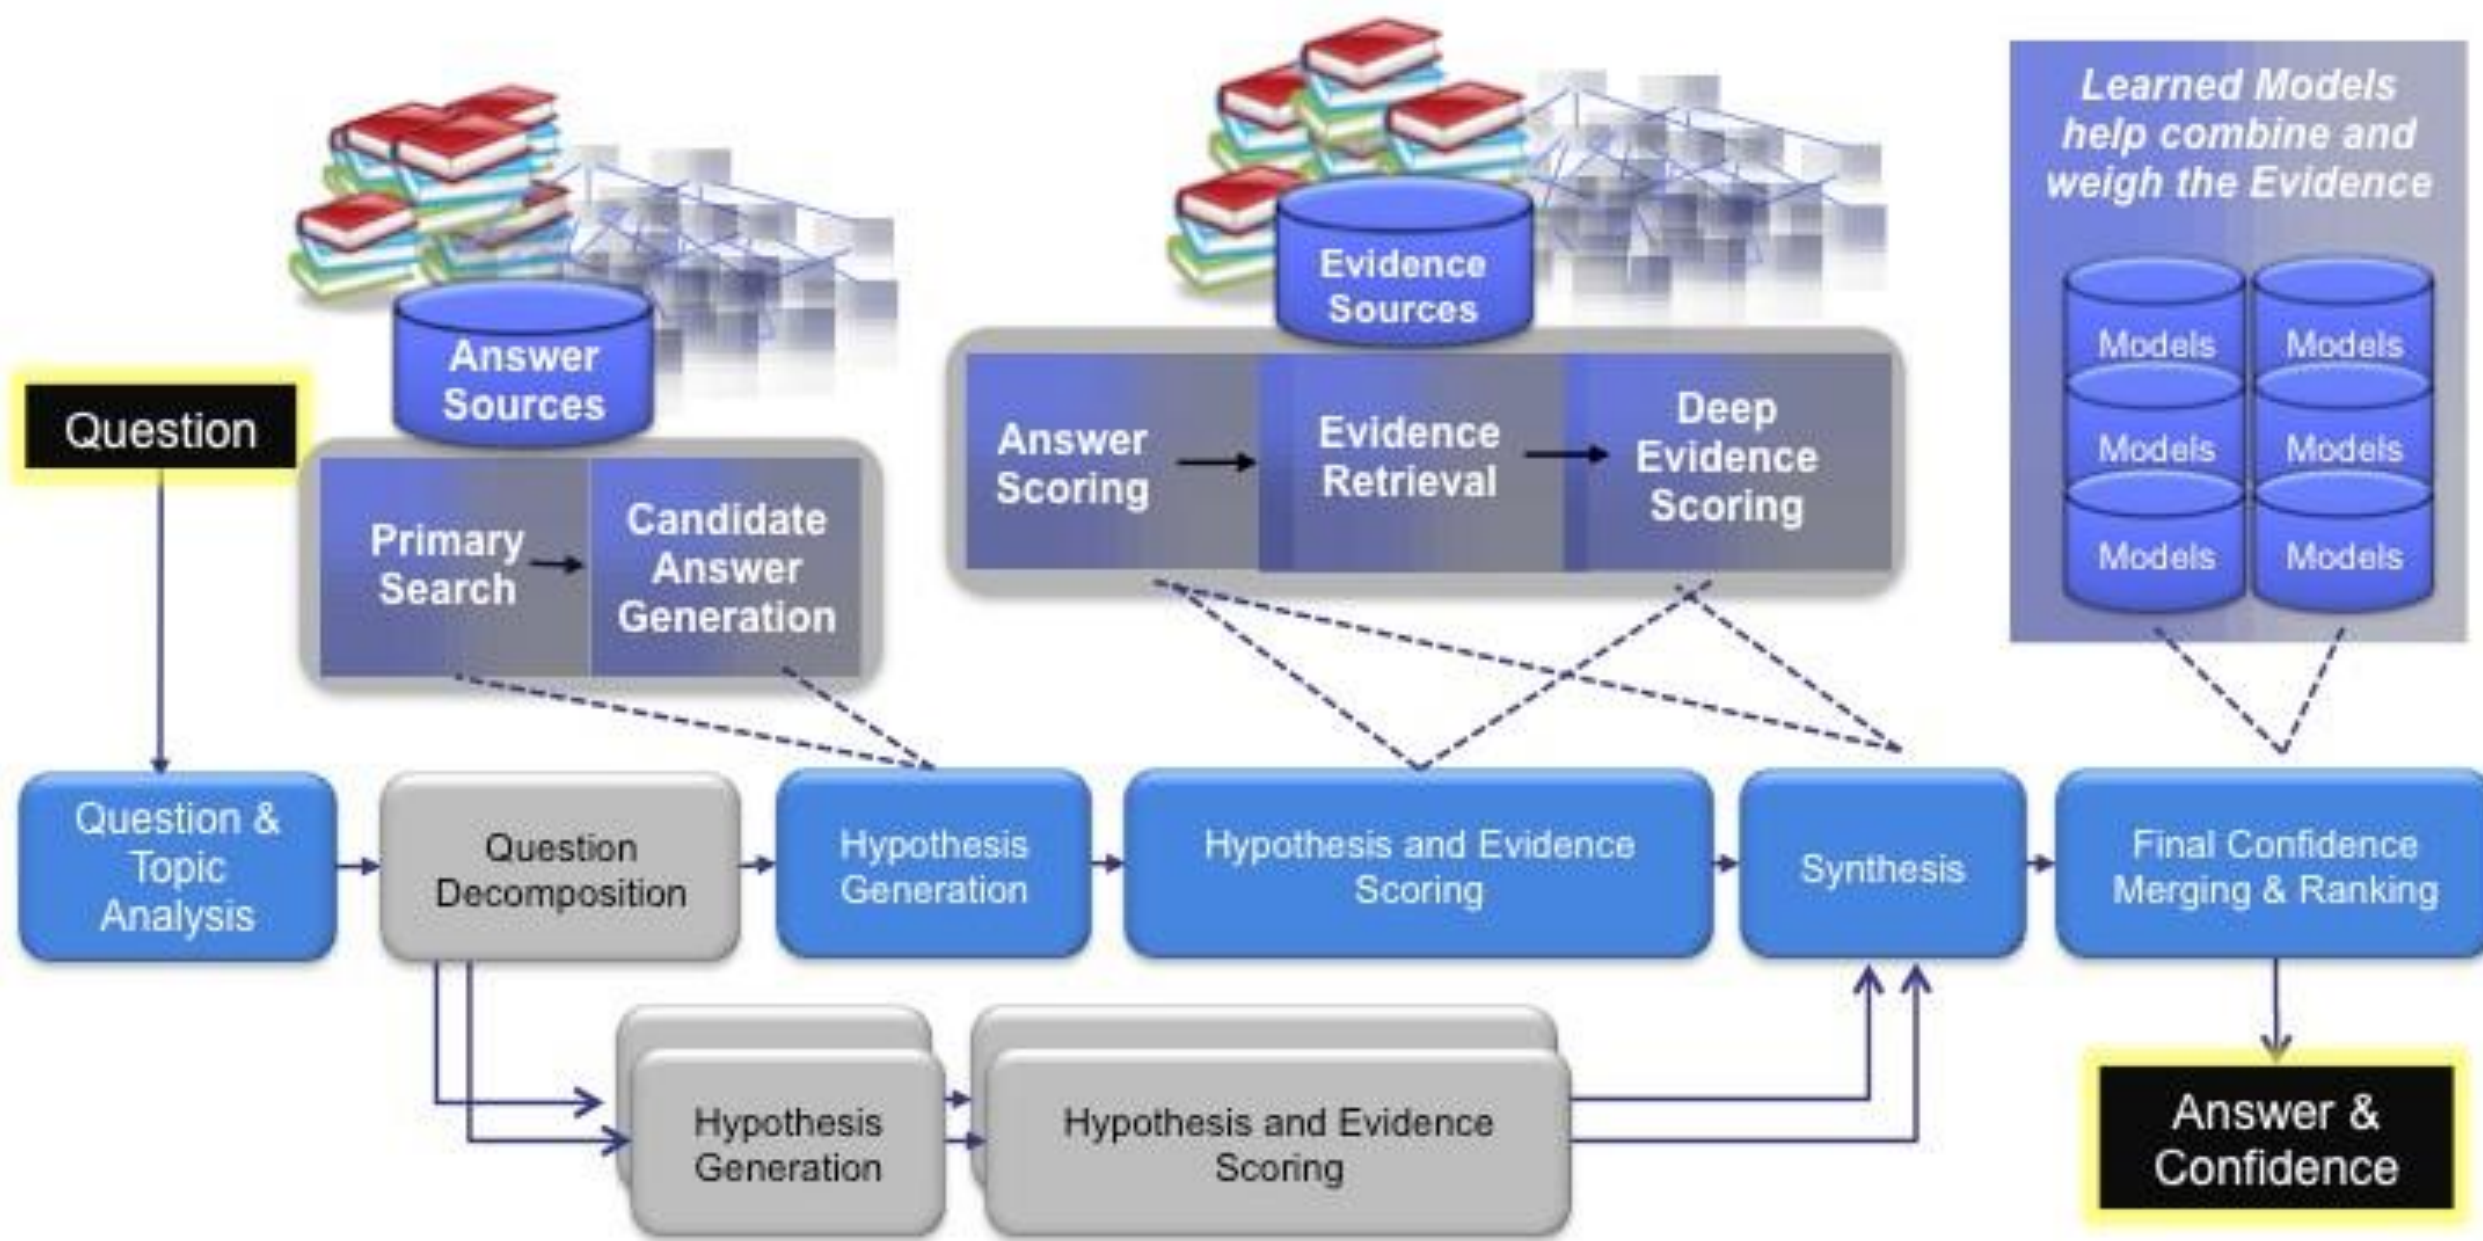 Learned Models
help combine and
weigh the Evidence
Evidence
Sources
Models
Models
Models
Models
Models
Models
Answer
Sources
Question
Answer
Scoring
Evidence
Retrieval
Deep
Evidence
Scoring
Primary
Search
Candidate
Answer
Generation
Question &
Topic
Analysis
Question
Decomposition
Hypothesis
Generation
Hypothesis and Evidence
Scoring
Synthesis
Final Confidence
Merging & Ranking
Hypothesis
Generation
Hypothesis and Evidence
Scoring
Answer &
Confidence